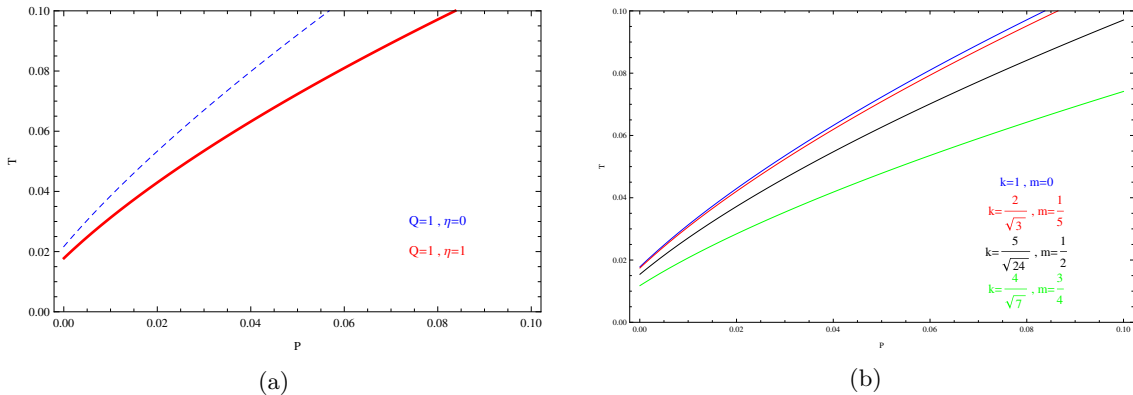 0.10
0.08
0.06
0.04
0.02
0.00
T
0.00 0.02 0.04 0.06 0.08 0.10
P
Q=1 , η=0
Q=1 , η=1
(a)
0.10
0.08
0.06
0.04
0.02
0.00
T
0.00 0.02 0.04 0.06 0.08 0.10
P
k=1 , m=0
k=2/√3 , m=1/5
k=5/√24 , m=1/2
k=4/√7 , m=3/4
(b)